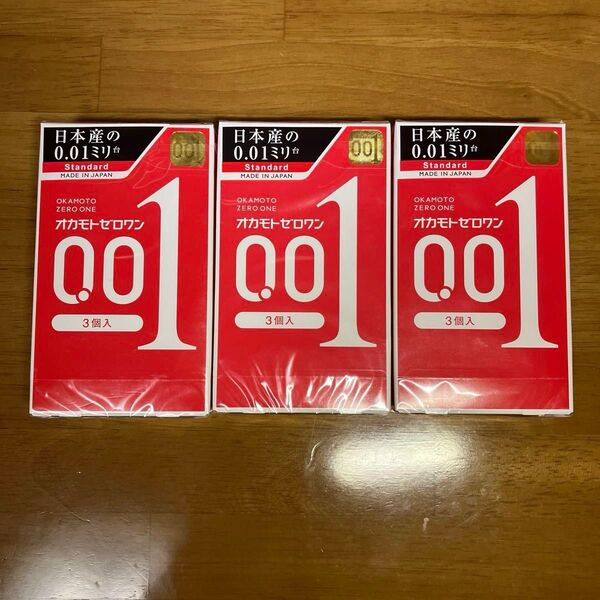 日本産の
0.01ミリ台
Standard
MADE IN JAPAN
001
OKAMOTO
ZERO ONE
オカモトゼロワン
0.01
3個入
日本産の
0.01ミリ台
Standard
MADE IN JAPAN
001
OKAMOTO
ZERO ONE
オカモトゼロワン
0.01
3個入
日本産の
0.01ミリ台
Standard
MADE IN JAPAN
OKAMOTO
ZERO ONE
オカモトゼロワン
0.01
3個入